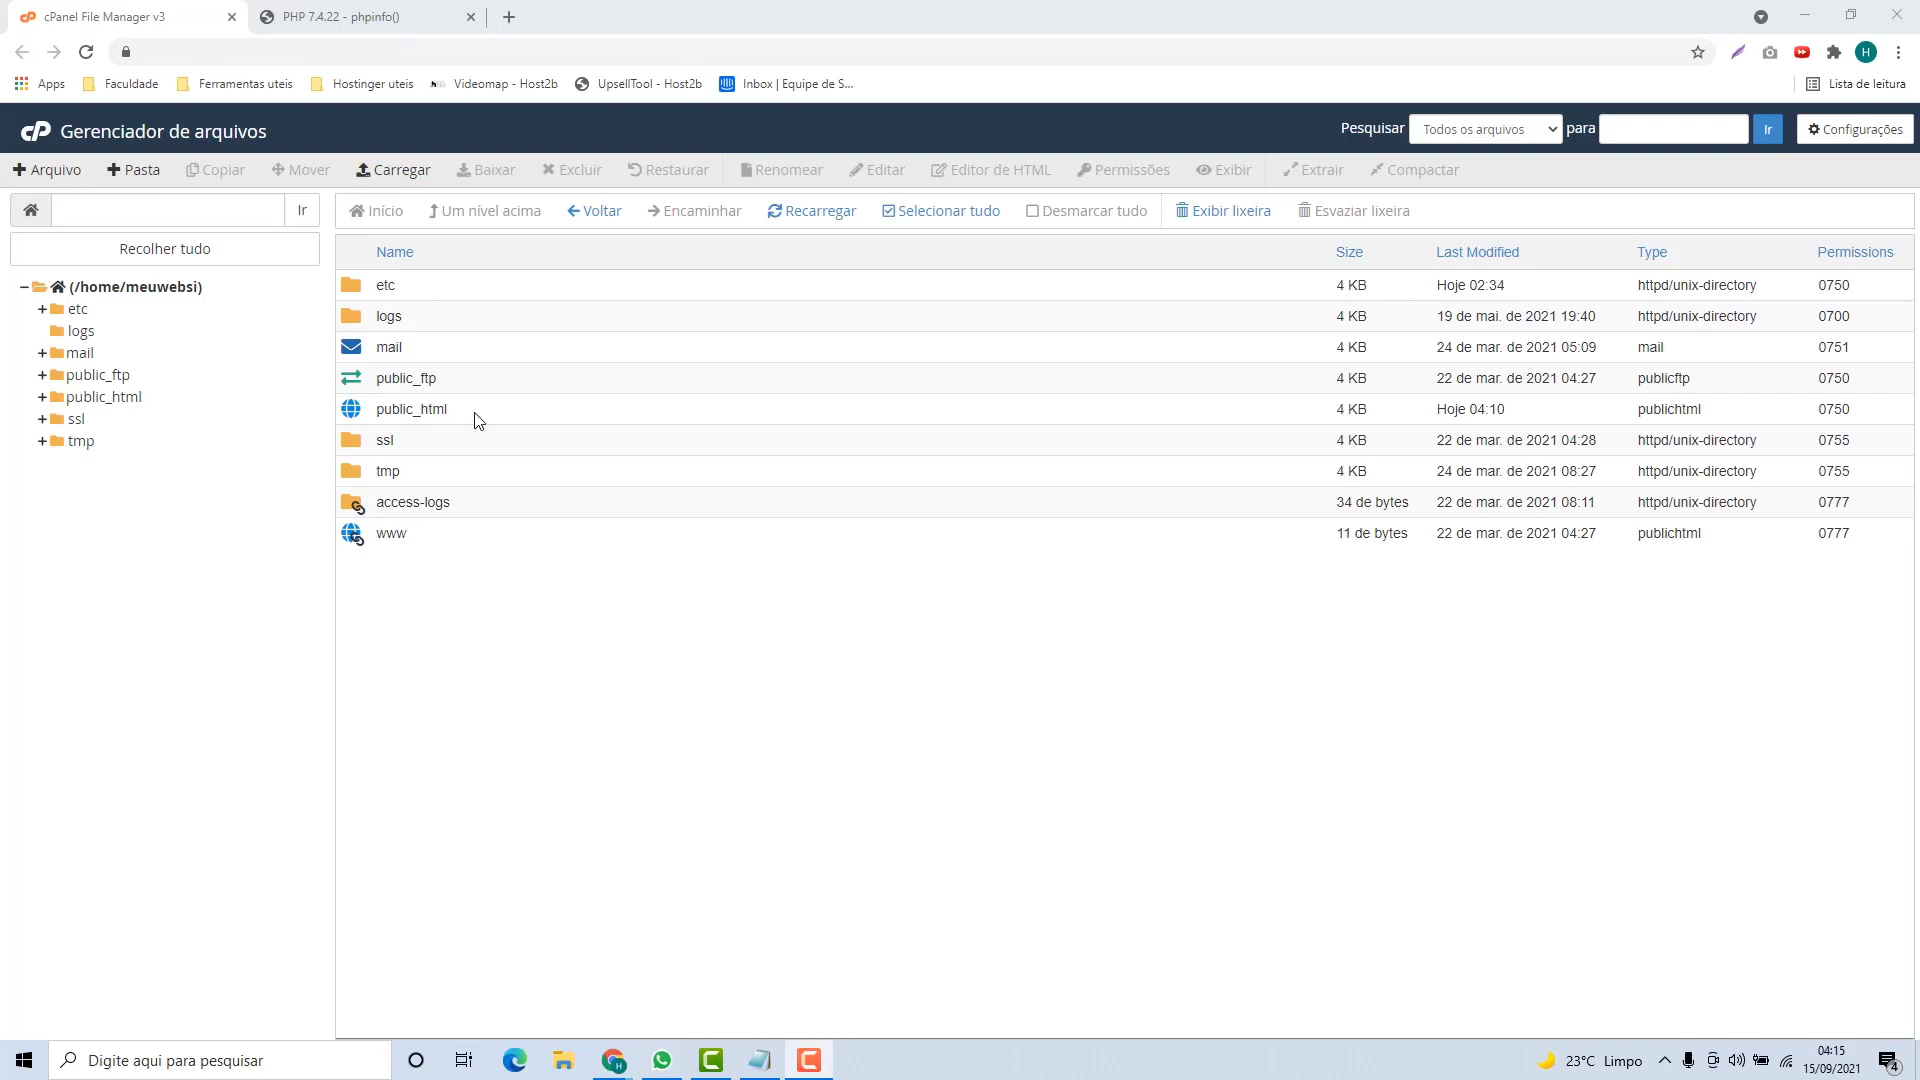 cPanel File Manager v3
PHP 7.4.22 - phpinfo()
H
Apps
Faculdade
Ferramentas uteis
Hostinger uteis
Videomap - Host2b
UpsellTool - Host2b
Inbox | Equipe de S...
Lista de leitura
cP Gerenciador de arquivos
Pesquisar Todos os arquivos para Ir Configurações
Arquivo Pasta Copiar Mover Carregar Baixar Excluir Restaurar Renomear Editar Editor de HTML Permissões Exibir Extrair Compactar
Ir
Início Um nível acima Voltar Encaminhar Recarregar Selecionar tudo Desmarcar tudo Exibir lixeira Esvaziar lixeira
Recolher tudo
(/home/meuwebsi)
etc
logs
mail
public_ftp
public_html
ssl
tmp
Name Size Last Modified Type Permissions
etc 4 KB Hoje 02:34 httpd/unix-directory 0750
logs 4 KB 19 de mai. de 2021 19:40 httpd/unix-directory 0700
mail 4 KB 24 de mar. de 2021 05:09 mail 0751
public_ftp 4 KB 22 de mar. de 2021 04:27 publicftp 0750
public_html 4 KB Hoje 04:10 publichtml 0750
ssl 4 KB 22 de mar. de 2021 04:28 httpd/unix-directory 0755
tmp 4 KB 24 de mar. de 2021 08:27 httpd/unix-directory 0755
access-logs 34 de bytes 22 de mar. de 2021 08:11 httpd/unix-directory 0777
www 11 de bytes 22 de mar. de 2021 04:27 publichtml 0777
Digite aqui para pesquisar
23°C Limpo
04:15
15/09/2021
4